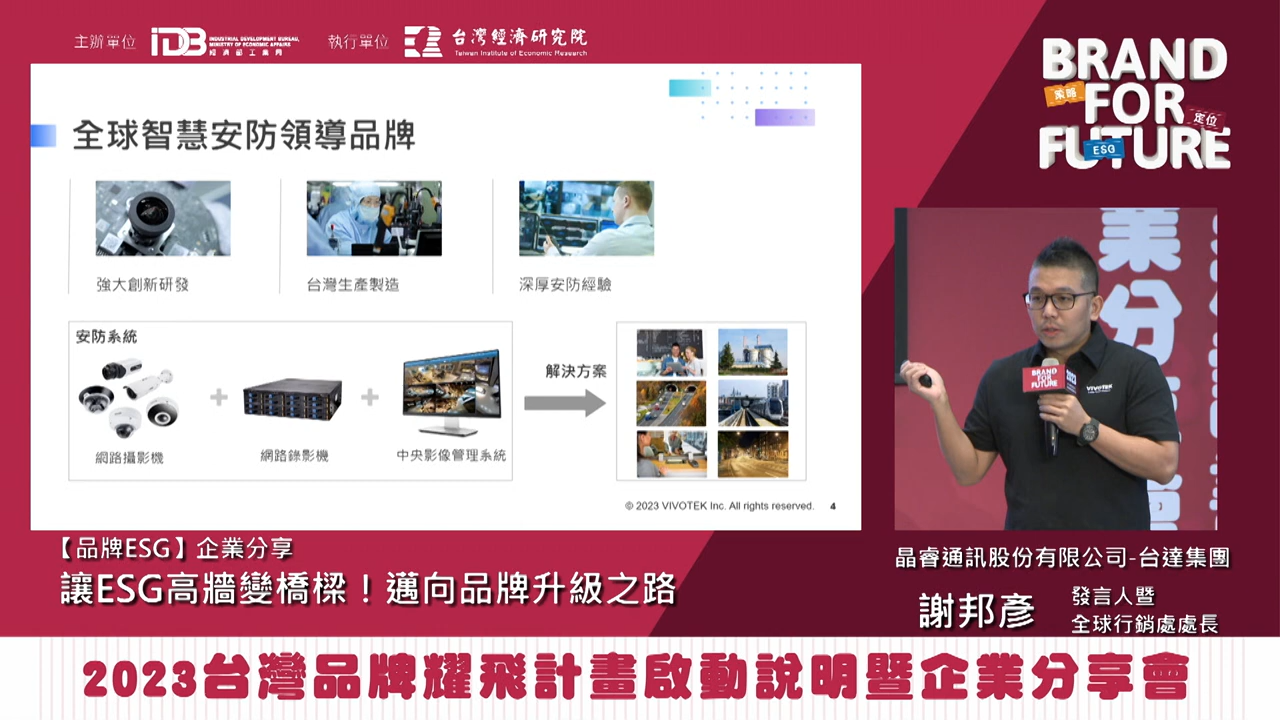 主辦單位
IDB
INDUSTRIAL DEVELOPMENT BUREAU,
MINISTRY OF ECONOMIC AFFAIRS
經濟部工業局
執行單位
台灣經濟研究院
Taiwan Institute of Economic Research
BRAND
策略
FOR
定位
FUTURE
ESG
全球智慧安防領導品牌
強大創新研發
台灣生產製造
深厚安防經驗
安防系統
網路攝影機
+
網路錄影機
+
中央影像管理系統
解決方案
© 2023 VIVOTEK Inc. All rights reserved.
4
業
分
BRAND
FOR
FUTURE
2023
VIVOTEK
【品牌ESG】企業分享
讓ESG高牆變橋樑！邁向品牌升級之路
晶睿通訊股份有限公司-台達集團
謝邦彥
發言人暨
全球行銷處處長
2023台灣品牌耀飛計畫啟動說明暨企業分享會